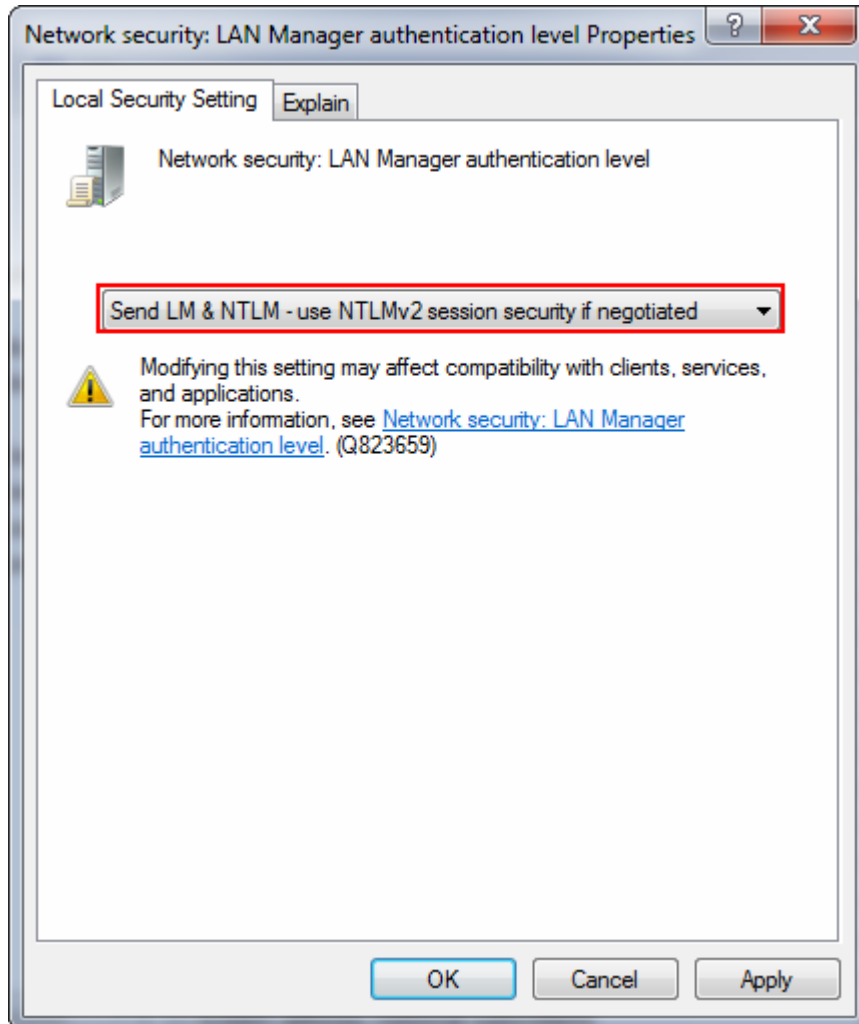 Network security: LAN Manager authentication level Properties
Local Security Setting
Explain
Network security: LAN Manager authentication level
Send LM & NTLM - use NTLMv2 session security if negotiated
Modifying this setting may affect compatibility with clients, services,
and applications.
For more information, see Network security: LAN Manager
authentication level. (Q823659)
OK
Cancel
Apply